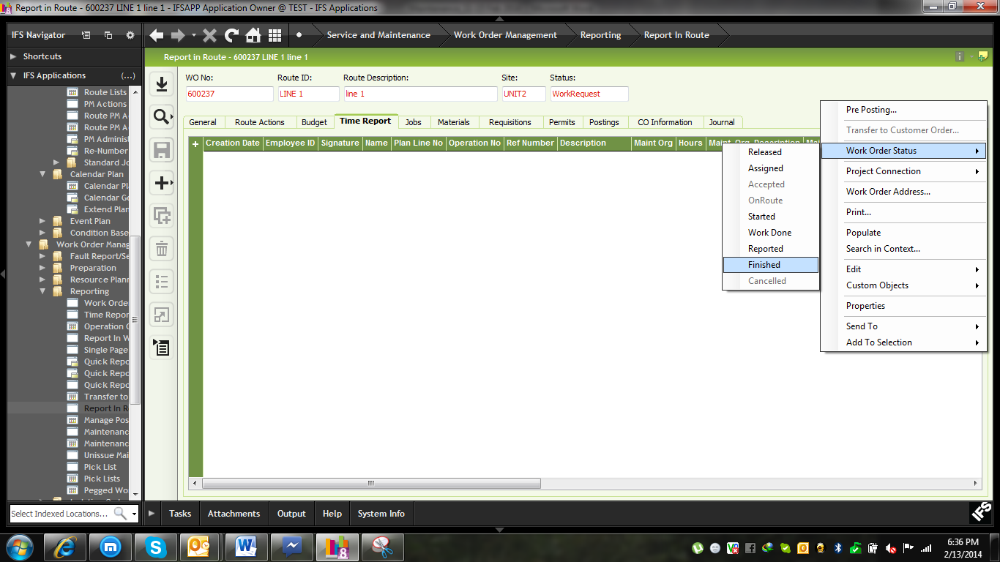 Report in Route - 600237 LINE 1 line 1 - IFSAPP Application Owner @ TEST - IFS Applications
IFS Navigator
Service and Maintenance
Work Order Management
Reporting
Report In Route
Shortcuts
Report in Route - 600237 LINE 1 line 1
IFS Applications
(...)
WO No:
Route ID:
Route Description:
Site:
Status:
600237
LINE 1
line 1
UNIT2
WorkRequest
General
Route Actions
Budget
Time Report
Jobs
Materials
Requisitions
Permits
Postings
CO Information
Journal
Creation Date
Employee ID
Signature
Name
Plan Line No
Operation No
Ref Number
Description
Maint Org
Hours
Maint. Org. Description
Route Lists
PM Actions
Route PM A
Route PM A
PM Administ
Re-Number
Standard Jo
Calendar Plan
Calendar Pl
Calendar Ge
Extend Plan
Event Plan
Condition Base
Work Order Manag
Fault Report/Se
Preparation
Resource Plann
Reporting
Work Orde
Time Repor
Operation C
Report In W
Single Page
Quick Repo
Quick Repo
Quick Repo
Transfer to
Report In R
Manage Pos
Maintenanc
Maintenanc
Unissue Mai
Pick List
Pick Lists
Pegged Wo
Released
Assigned
Accepted
OnRoute
Started
Work Done
Reported
Finished
Cancelled
Pre Posting...
Transfer to Customer Order...
Work Order Status
Project Connection
Work Order Address...
Print...
Populate
Search in Context...
Edit
Custom Objects
Properties
Send To
Add To Selection
Select Indexed Locations...
Tasks
Attachments
Output
Help
System Info
IFS
6:36 PM
2/13/2014